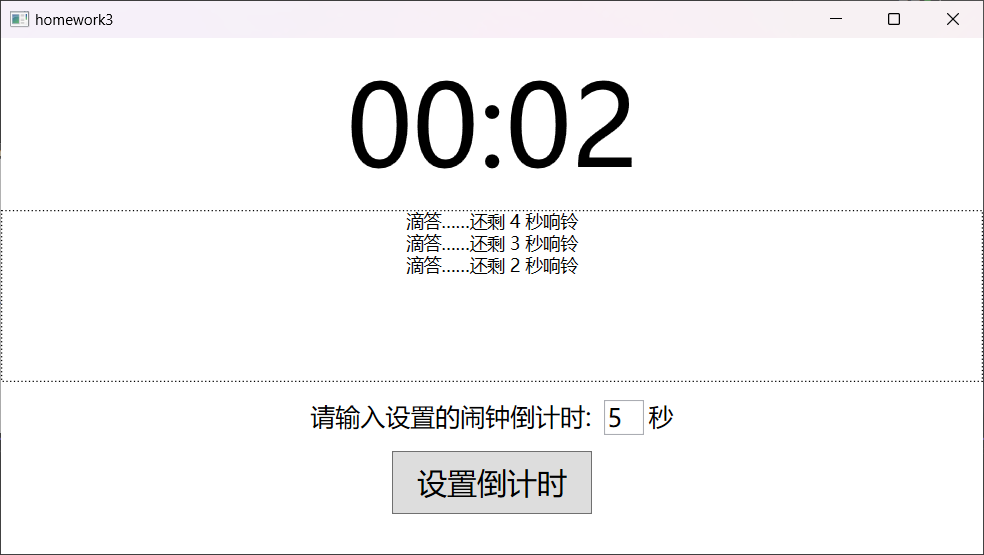 homework3
00:02
滴答……还剩 4 秒响铃
滴答……还剩 3 秒响铃
滴答……还剩 2 秒响铃
请输入设置的闹钟倒计时: 5 秒
设置倒计时